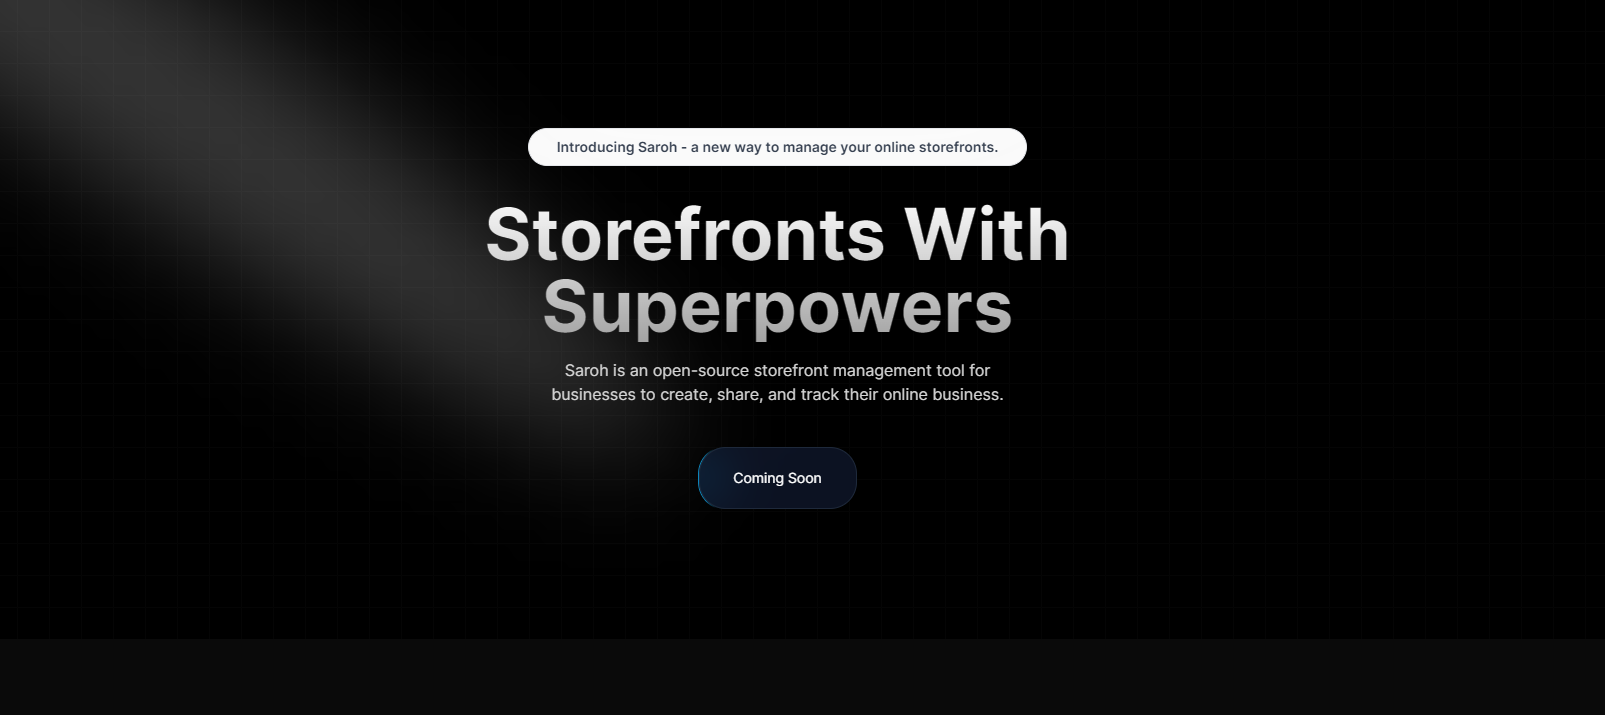 Introducing Saroh - a new way to manage your online storefronts.
Storefronts With
Superpowers
Saroh is an open-source storefront management tool for
businesses to create, share, and track their online business.
Coming Soon